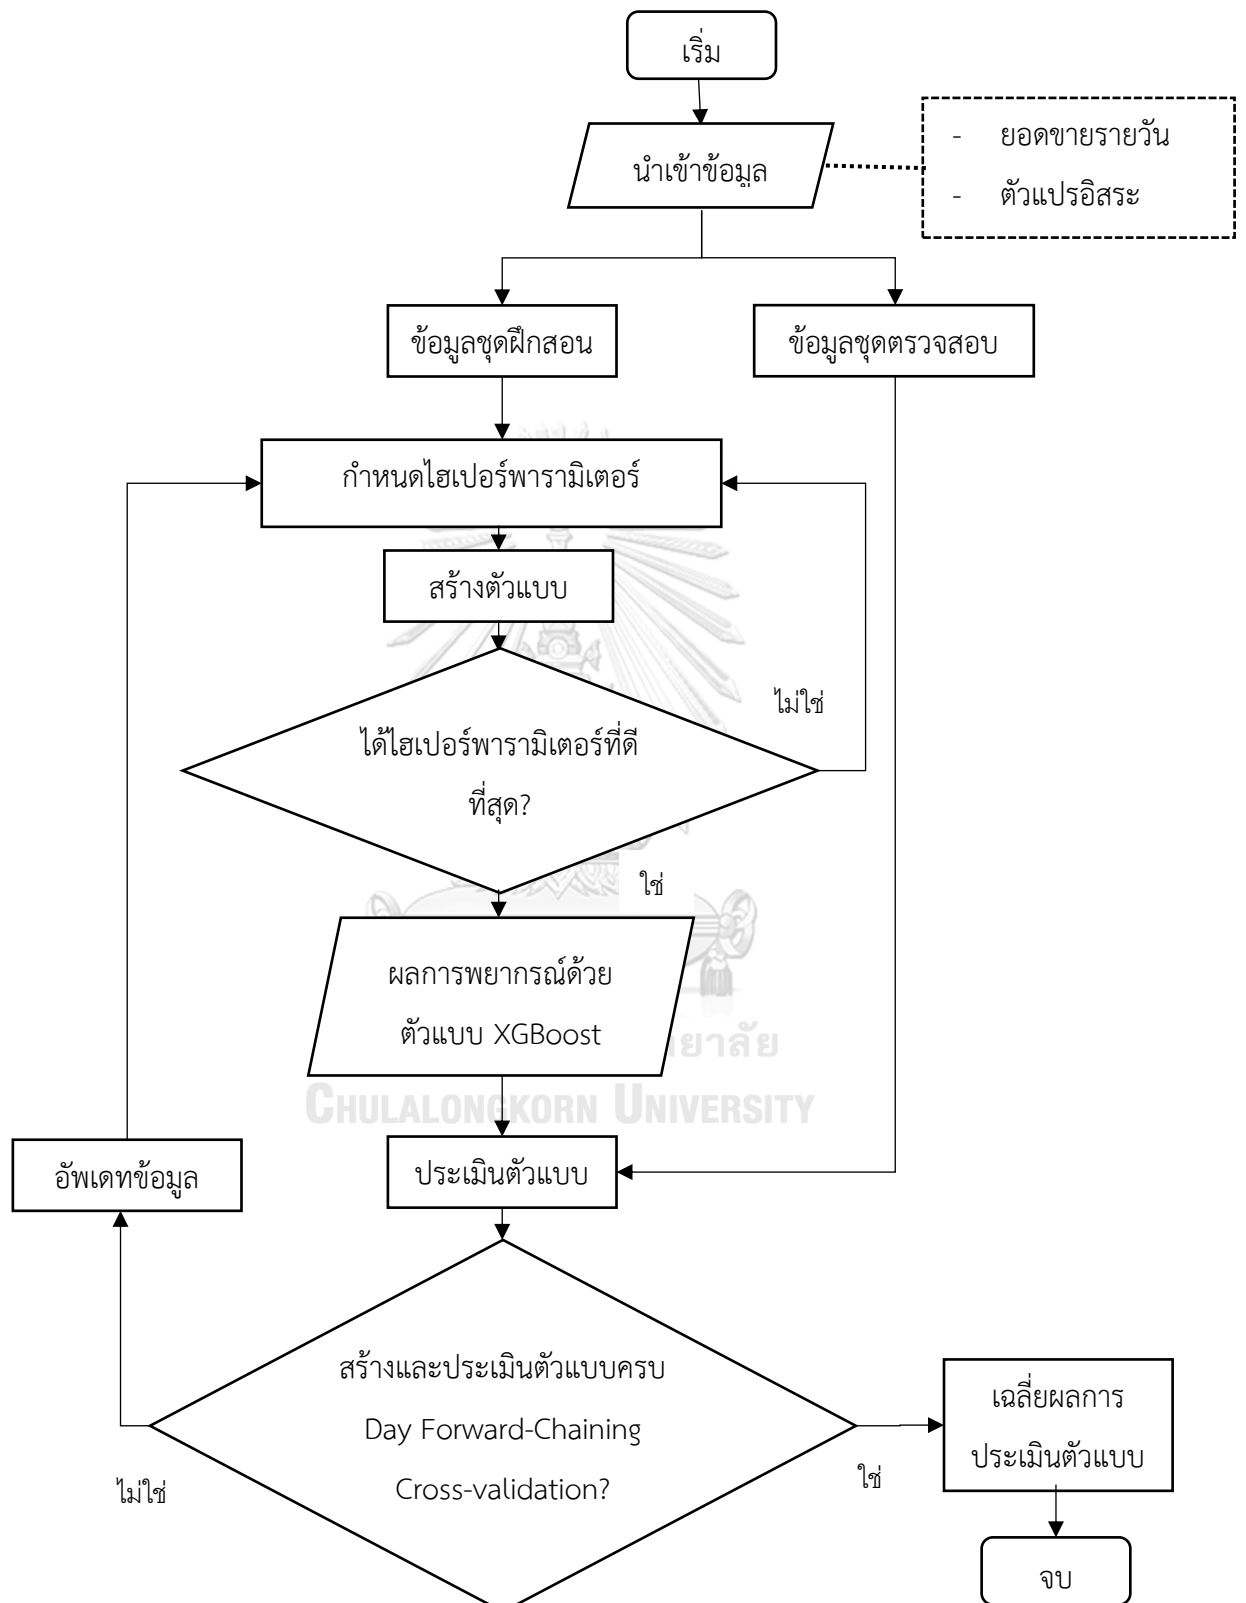 เริ่ม
นำเข้าข้อมูล
- ยอดขายรายวัน
- ตัวแปรอิสระ
ข้อมูลชุดฝึกสอน
ข้อมูลชุดตรวจสอบ
กำหนดไฮเปอร์พารามิเตอร์
สร้างตัวแบบ
ไม่ใช่
ได้ไฮเปอร์พารามิเตอร์ที่ดี
ที่สุด?
ใช่
ผลการพยากรณ์ด้วย
ตัวแบบ XGBoost
ยาลัย
CHULALONGKORN UNIVERSITY
อัพเดทข้อมูล
ประเมินตัวแบบ
สร้างและประเมินตัวแบบครบ
Day Forward-Chaining
Cross-validation?
ไม่ใช่
ใช่
เฉลี่ยผลการ
ประเมินตัวแบบ
จบ